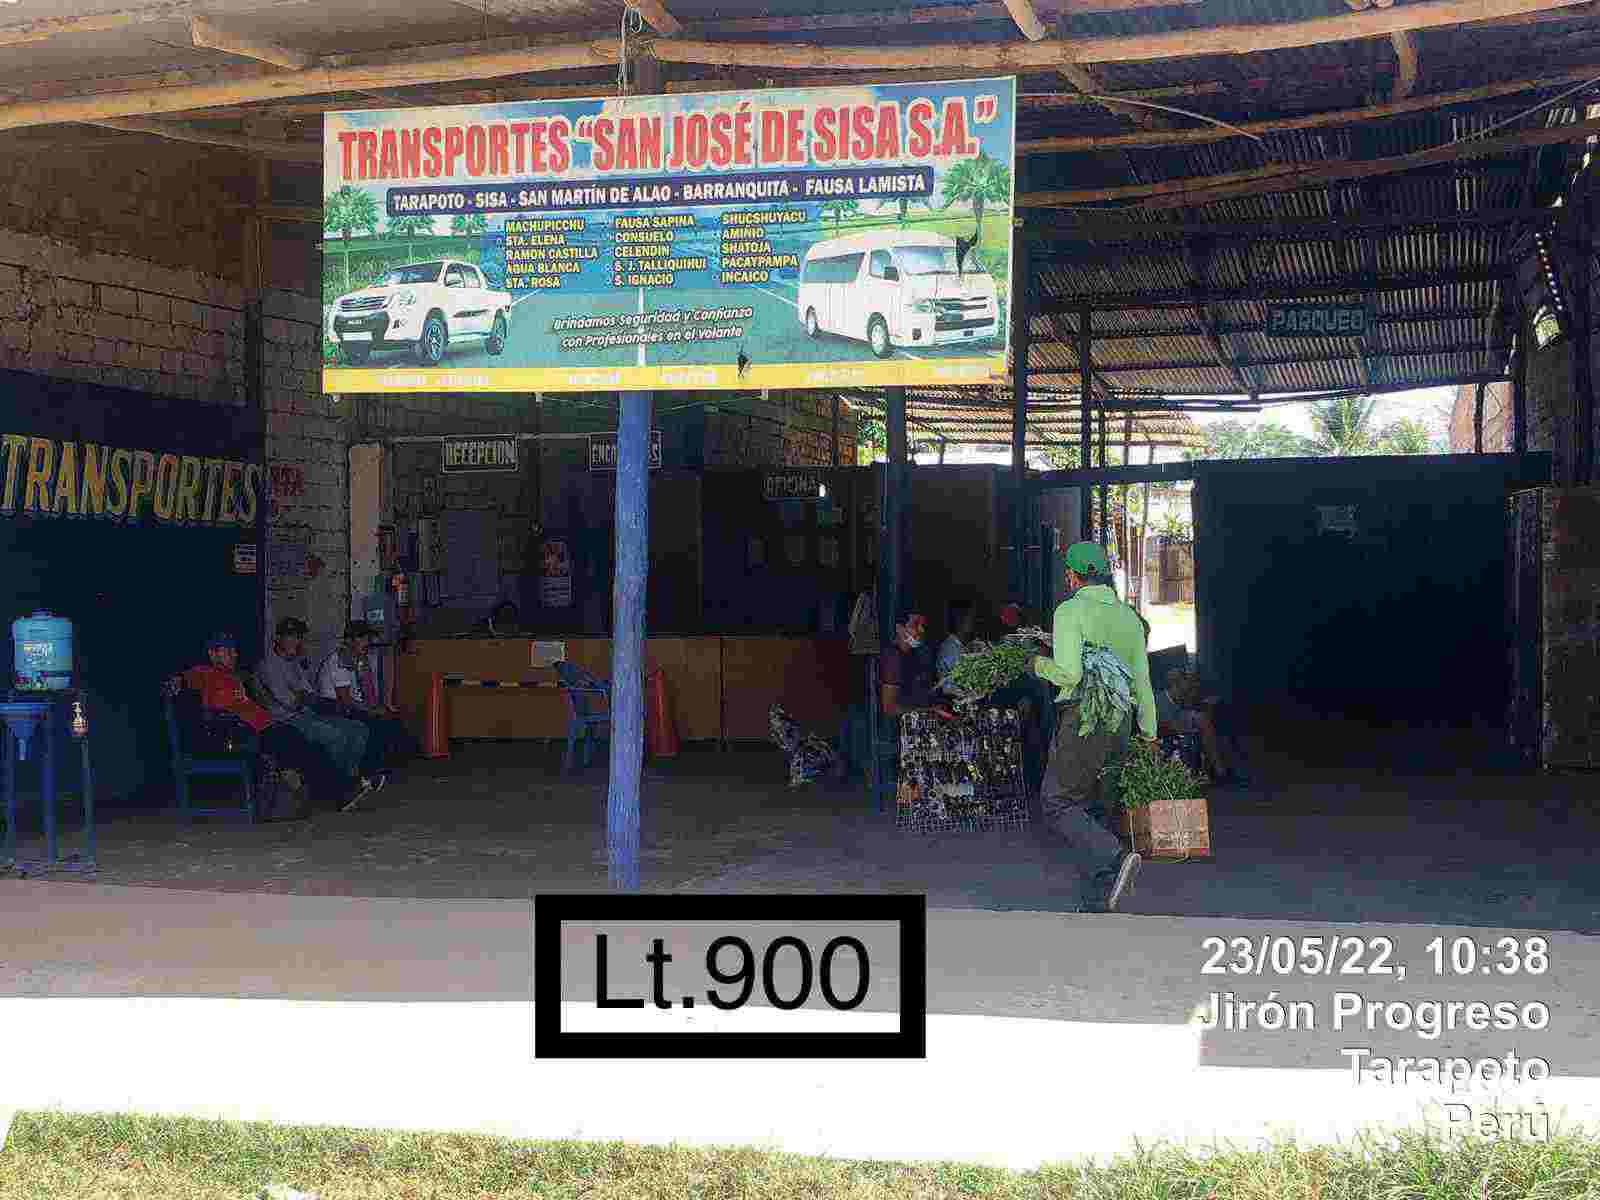 TRANSPORTES "SAN JOSÉ DE SISA S.A."
TARAPOTO - SISA - SAN MARTÍN DE ALAO - BARRANQUITA - FAUSA LAMISTA
MACHUPICCHU
STA. ELENA
RAMON CASTILLA
AGUA BLANCA
STA. ROSA
FAUSA SAPINA
CONSUELO
CELENDIN
S. J. TALLIQUIHUI
S. IGNACIO
SHUCSHUYACU
AMIÑIO
SHATOJA
PACAYPAMPA
INCAICO
Brindamos Seguridad y Confianza
con Profesionales en el volante
PARQUEO
TRANSPORTES
RECEPCION
OFICINA
Lt.900
23/05/22, 10:38
Jirón Progreso
Tarapoto
Perú